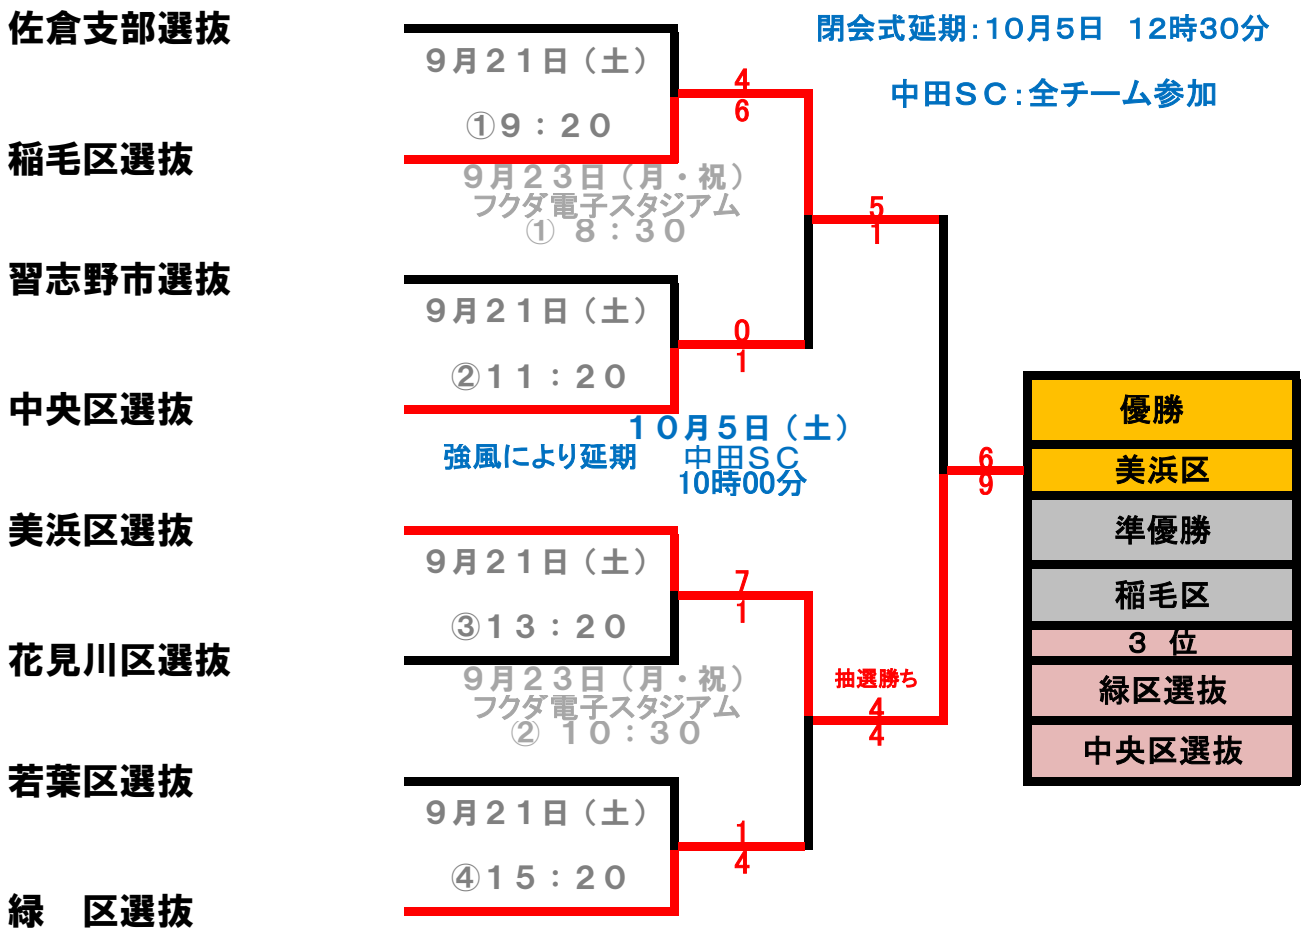 佐倉支部選抜
閉会式延期：１０月５日　１２時３０分
９月２１日（土）
4
中田ＳＣ：全チーム参加
6
①９：２０
稲毛区選抜
９月２３日（月・祝）
フクダ電子スタジアム
① ８：３０
5
1
習志野市選抜
９月２１日（土）
0
1
②１１：２０
中央区選抜
１０月５日（土）
強風により延期
中田ＳＣ
10時00分
優勝
6
9
美浜区
美浜区選抜
準優勝
９月２１日（土）
7
1
稲毛区
③１３：２０
３　位
花見川区選抜
９月２３日（月・祝）
フクダ電子スタジアム
② １０：３０
抽選勝ち
4
4
緑区選抜
中央区選抜
若葉区選抜
９月２１日（土）
1
4
④１５：２０
緑　区選抜